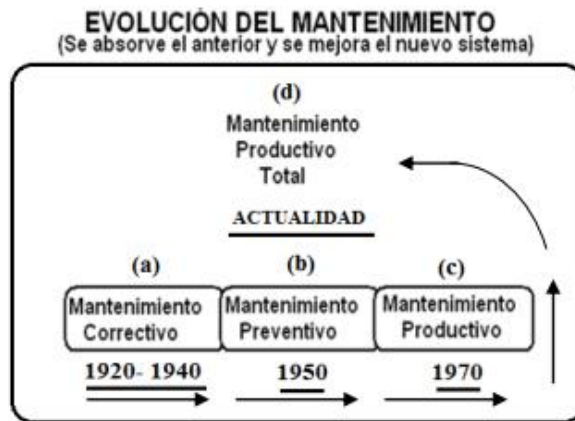 EVOLUCIÓN DEL MANTENIMIENTO
(Se absorve el anterior y se mejora el nuevo sistema)
(d)
Mantenimiento
Productivo
Total
ACTUALIDAD
(a)
Mantenimiento
Correctivo
1920- 1940
(b)
Mantenimiento
Preventivo
1950
(c)
Mantenimiento
Productivo
1970